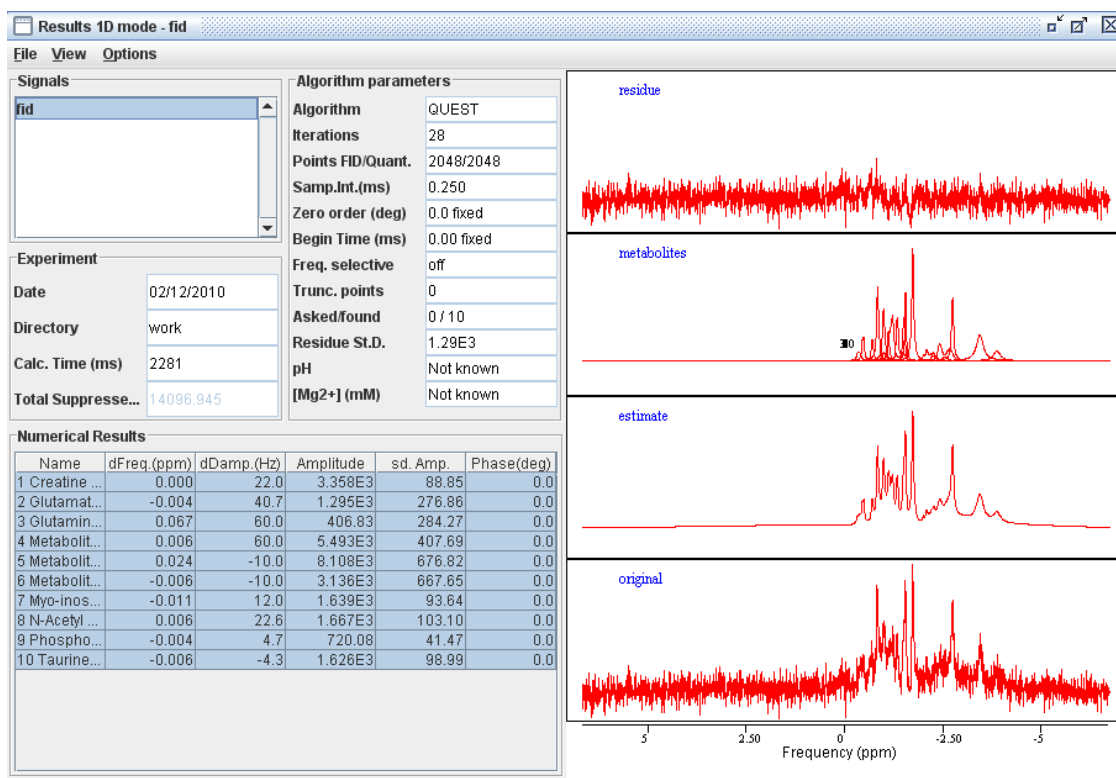 Results 1D mode - fid
File View Options
Signals
fid
Experiment
Date 02/12/2010
Directory work
Calc. Time (ms) 2281
Total Suppresse... 14096.945
Algorithm parameters
Algorithm QUEST
Iterations 28
Points FID/Quant. 2048/2048
Samp.Int.(ms) 0.250
Zero order (deg) 0.0 fixed
Begin Time (ms) 0.00 fixed
Freq. selective off
Trunc. points 0
Asked/found 0 / 10
Residue St.D. 1.29E3
pH Not known
[Mg2+] (mM) Not known
Numerical Results
Name dFreq.(ppm) dDamp.(Hz) Amplitude sd. Amp. Phase(deg)
1 Creatine ... 0.000 22.0 3.358E3 88.85 0.0
2 Glutamat... -0.004 40.7 1.295E3 276.86 0.0
3 Glutamin... 0.067 60.0 406.83 284.27 0.0
4 Metabolit... 0.006 60.0 5.493E3 407.69 0.0
5 Metabolit... 0.024 -10.0 8.108E3 676.82 0.0
6 Metabolit... -0.006 -10.0 3.136E3 667.65 0.0
7 Myo-inos... -0.011 12.0 1.639E3 93.64 0.0
8 N-Acetyl ... 0.006 22.6 1.667E3 103.10 0.0
9 Phospho... -0.004 4.7 720.08 41.47 0.0
10 Taurine... -0.006 -4.3 1.626E3 98.99 0.0
residue
metabolites
estimate
original
5 2.50 0 -2.50 -5
Frequency (ppm)